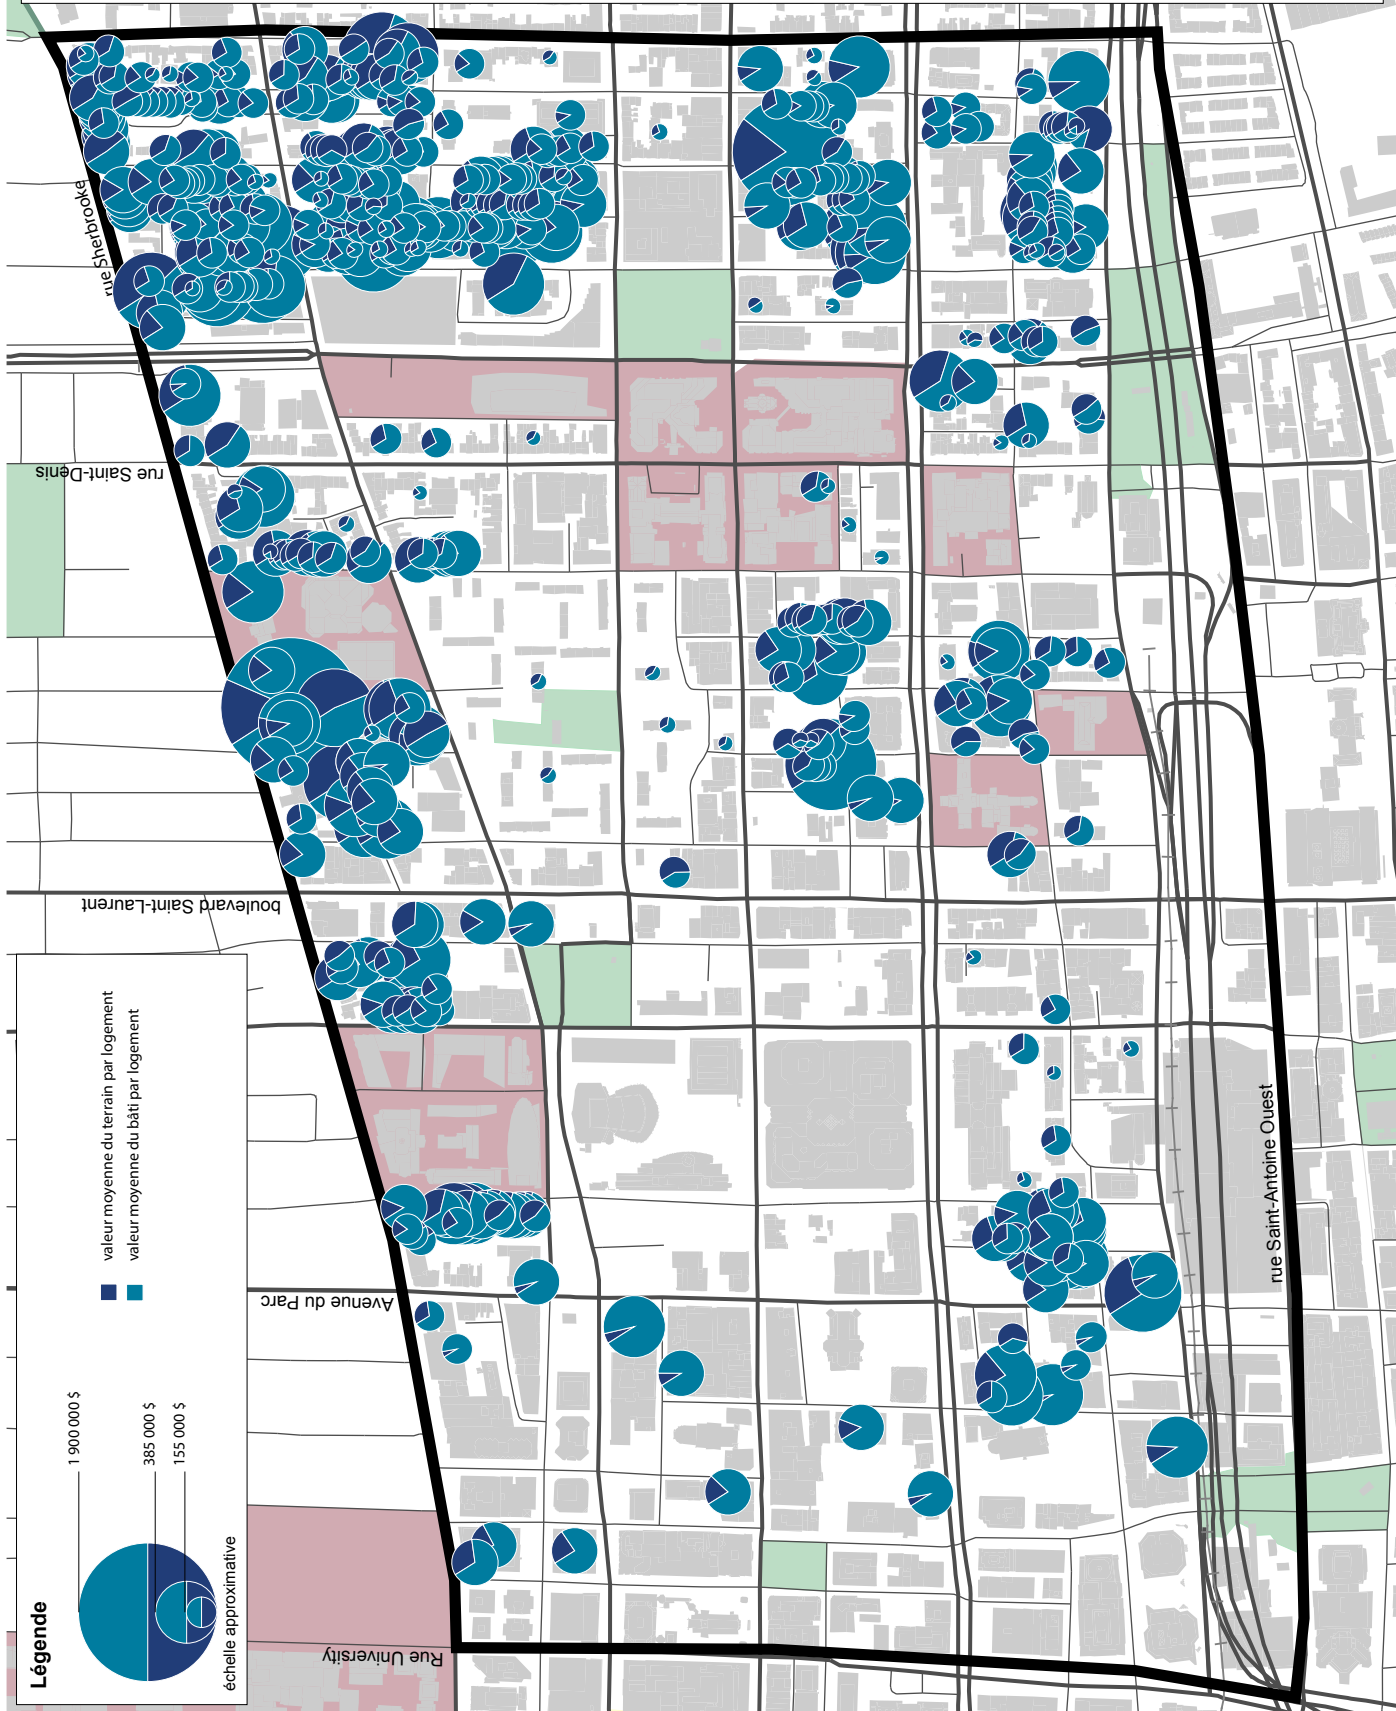 Légende
1 900 000 $
385 000 $
155 000 $
échelle approximative
valeur moyenne du terrain par logement
valeur moyenne du bâti par logement
rue Sherbrooke
rue Saint-Denis
boulevard Saint-Laurent
Avenue du Parc
Rue University
rue Saint-Antoine Ouest